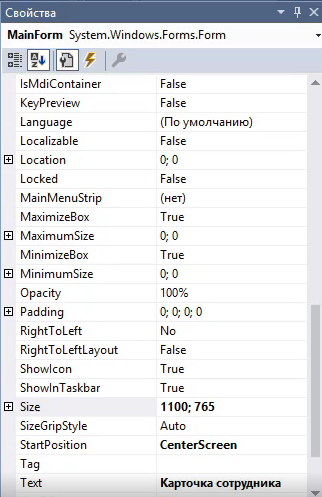 Свойства
MainForm System.Windows.Forms.Form
IsMdiContainer False
KeyPreview False
Language (По умолчанию)
Localizable False
Location 0; 0
Locked False
MainMenuStrip (нет)
MaximizeBox True
MaximumSize 0; 0
MinimizeBox True
MinimumSize 0; 0
Opacity 100%
Padding 0; 0; 0; 0
RightToLeft No
RightToLeftLayout False
ShowIcon True
ShowInTaskbar True
Size 1100; 765
SizeGripStyle Auto
StartPosition CenterScreen
Tag
Text Карточка сотрудника